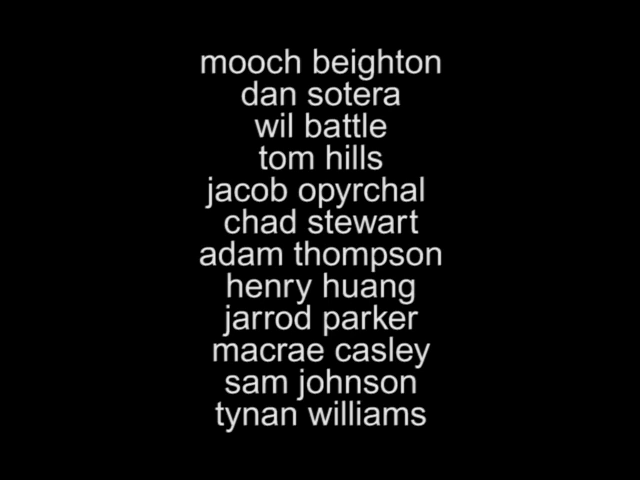 mooch beighton
dan sotera
wil battle
tom hills
jacob opyrchal
chad stewart
adam thompson
henry huang
jarrod parker
macrae casley
sam johnson
tynan williams